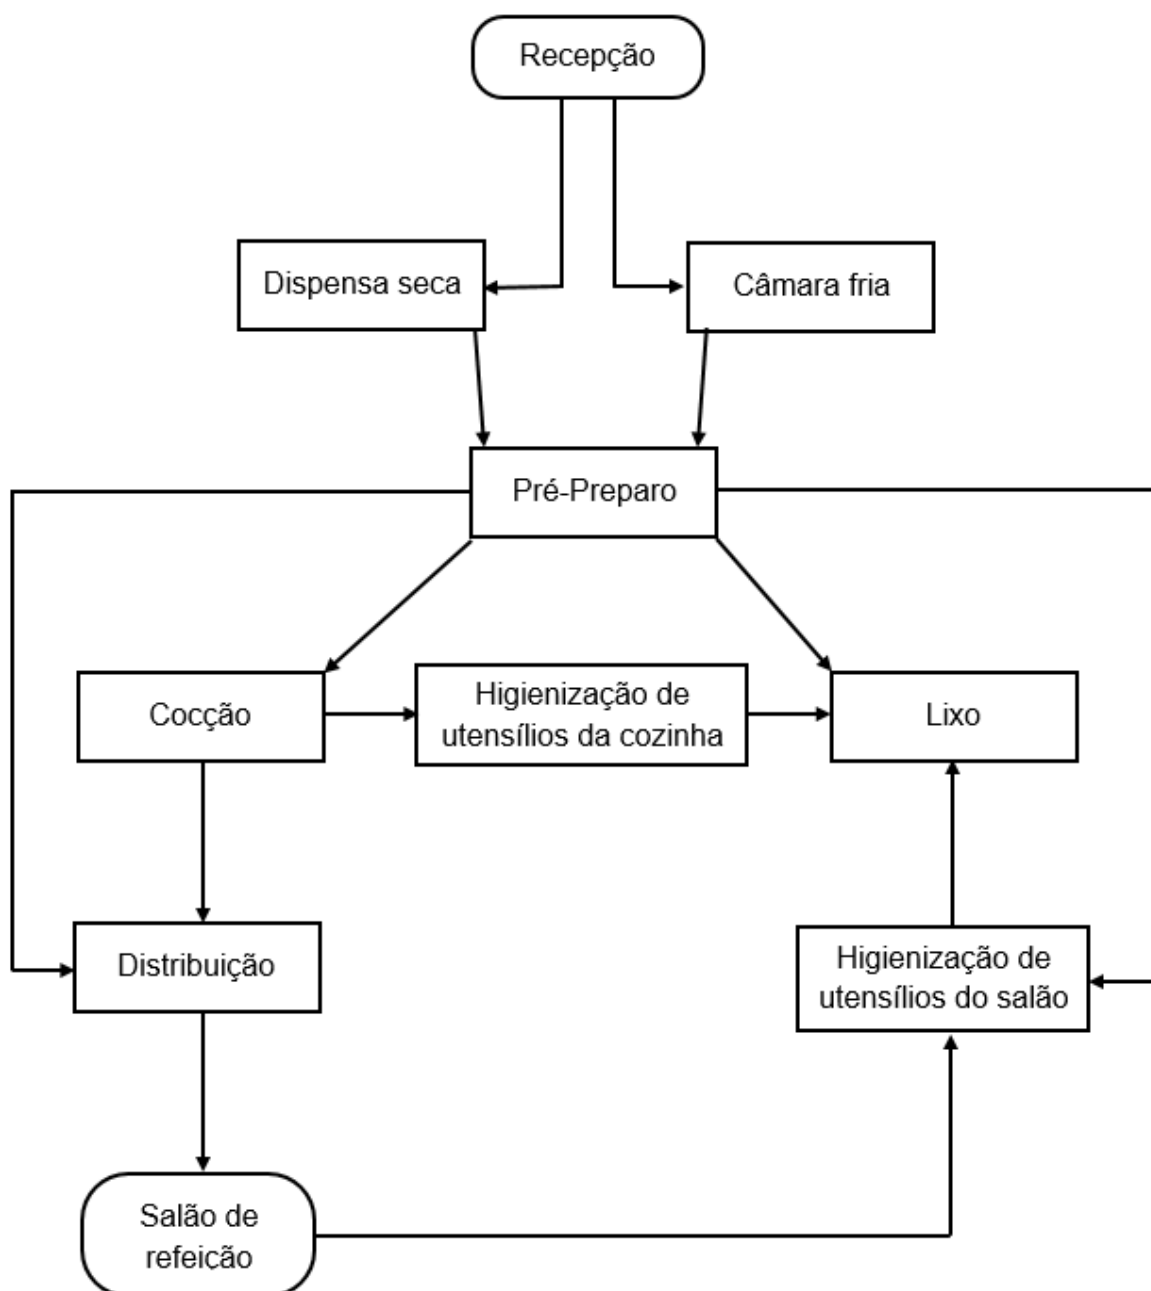 Recepção
Dispensa seca
Câmara fria
Pré-Preparo
Cocção
Higienização de
utensílios da cozinha
Lixo
Distribuição
Higienização de
utensílios do salão
Salão de
refeição